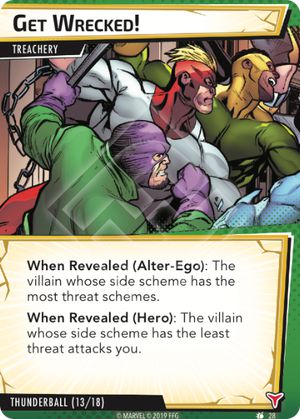 Get Wrecked!
TREACHERY
When Revealed (Alter-Ego): The
villain whose side scheme has the
most threat schemes.
When Revealed (Hero): The villain
whose side scheme has the least
threat attacks you.
THUNDERBALL (13/18)
© MARVEL © 2019 FFG
28